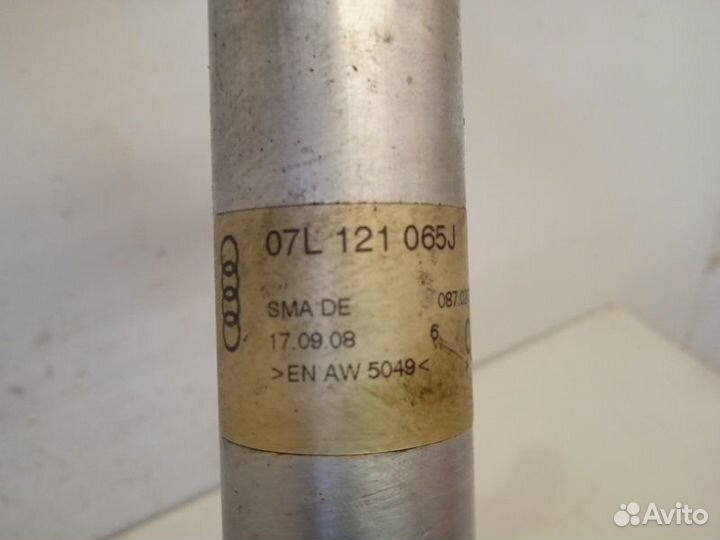 07L 121 065J
SMA DE
17.09.08
6
>EN AW 5049<
Avito